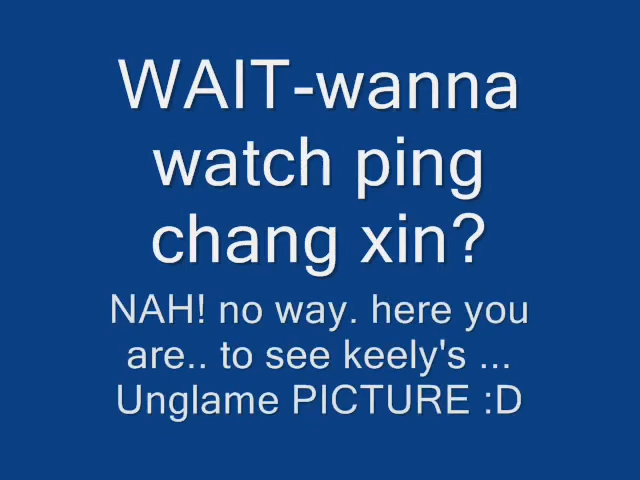 WAIT-wanna
watch ping
chang xin?
NAH! no way. here you
are.. to see keely's ...
Unglame PICTURE :D